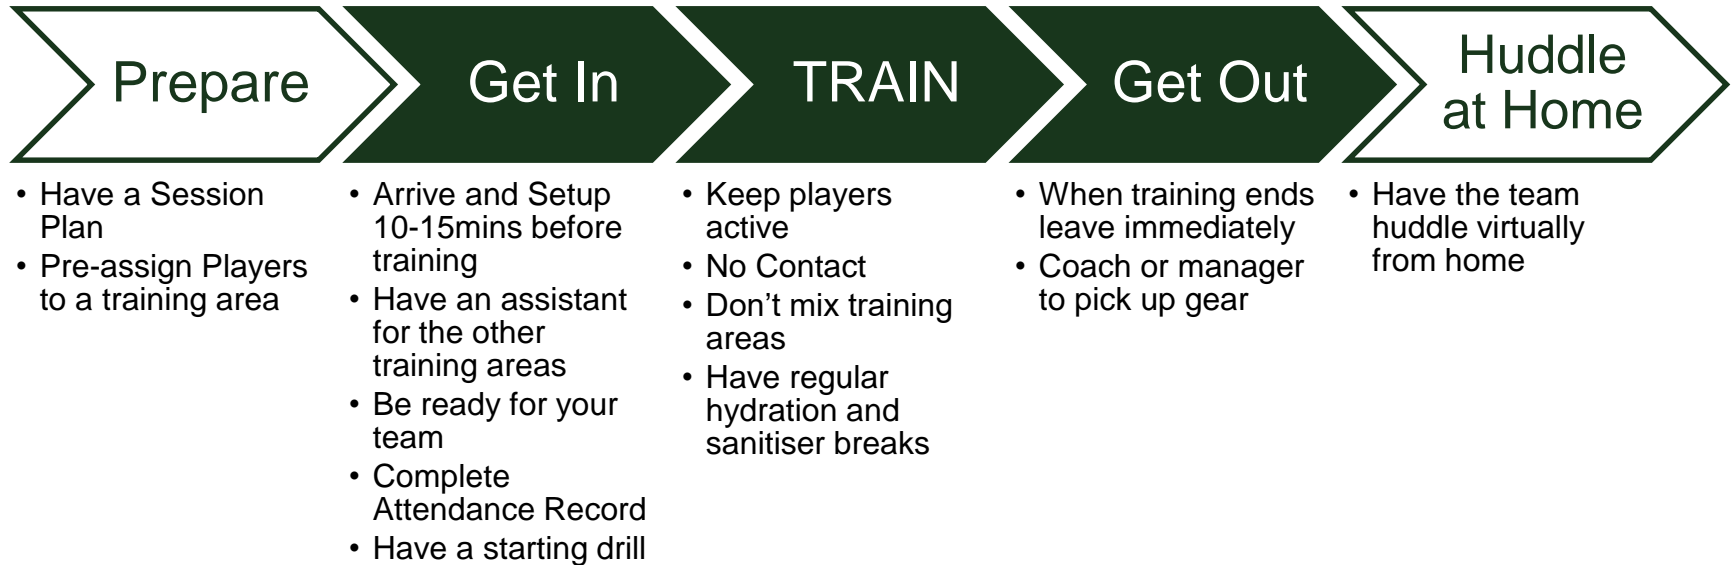 Prepare
Get In
TRAIN
Get Out
Huddle
at Home
• Have a Session
Plan
• Pre-assign Players
to a training area
• Arrive and Setup
10-15mins before
training
• Have an assistant
for the other
training areas
• Be ready for your
team
• Complete
Attendance Record
• Have a starting drill
• Keep players
active
• No Contact
• Don’t mix training
areas
• Have regular
hydration and
sanitiser breaks
• When training ends
leave immediately
• Coach or manager
to pick up gear
• Have the team
huddle virtually
from home